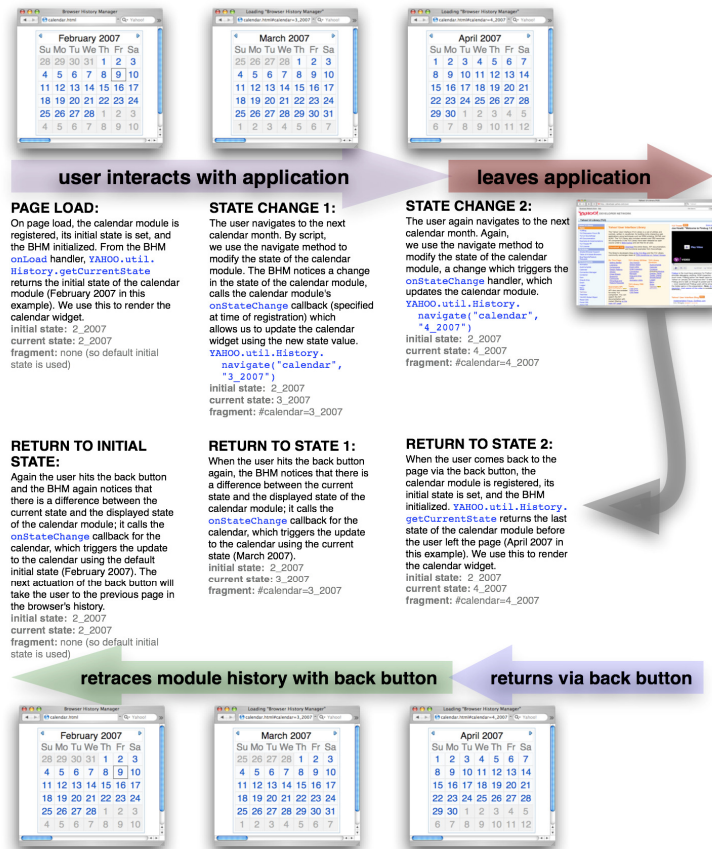 Browser History Manager
calendar.html
Q- Yahoo!
February 2007
Su Mo Tu We Th Fr Sa
28 29 30 31 1 2 3
4 5 6 7 8 9 10
11 12 13 14 15 16 17
18 19 20 21 22 23 24
25 26 27 28 1 2 3
4 5 6 7 8 9 10
Loading "Browser History Manager"
calendar.html#calendar=3_2007
Q- Yahoo!
March 2007
Su Mo Tu We Th Fr Sa
25 26 27 28 1 2 3
4 5 6 7 8 9 10
11 12 13 14 15 16 17
18 19 20 21 22 23 24
25 26 27 28 29 30 31
1 2 3 4 5 6 7
Loading "Browser History Manager"
calendar.html#calendar=4_2007
Q- Yahoo!
April 2007
Su Mo Tu We Th Fr Sa
1 2 3 4 5 6 7
8 9 10 11 12 13 14
15 16 17 18 19 20 21
22 23 24 25 26 27 28
29 30 1 2 3 4 5
6 7 8 9 10 11 12
user interacts with application
leaves application
PAGE LOAD:
On page load, the calendar module is
registered, its initial state is set, and
the BHM initialized. From the BHM
onLoad handler, YAHOO.util.
History.getCurrentState
returns the initial state of the calendar
module (February 2007 in this
example). We use this to render the
calendar widget.
initial state: 2_2007
current state: 2_2007
fragment: none (so default initial
state is used)
STATE CHANGE 1:
The user navigates to the next
calendar month. By script,
we use the navigate method to
modify the state of the calendar
module. The BHM notices a change
in the state of the calendar module,
calls the calendar module's
onStateChange callback (specified
at time of registration) which
allows us to update the calendar
widget using the new state value.
YAHOO.util.History.
navigate("calendar",
"3_2007")
initial state: 2_2007
current state: 3_2007
fragment: #calendar=3_2007
STATE CHANGE 2:
The user again navigates to the next
calendar month. Again,
we use the navigate method to
modify the state of the calendar
module, a change which triggers the
onStateChange handler, which
updates the calendar module.
YAHOO.util.History.
navigate("calendar",
"4_2007")
initial state: 2_2007
current state: 4_2007
fragment: #calendar=4_2007
RETURN TO INITIAL
STATE:
Again the user hits the back button
and the BHM again notices that
there is a difference between the
current state and the displayed state
of the calendar module; it calls the
onStateChange callback for the
calendar, which triggers the update
to the calendar using the default
initial state (February 2007). The
next actuation of the back button will
take the user to the previous page in
the browser's history.
initial state: 2_2007
current state: 2_2007
fragment: none (so default initial
state is used)
RETURN TO STATE 1:
When the user hits the back button
again, the BHM notices that there is
a difference between the current
state and the displayed state of the
calendar module; it calls the
onStateChange callback for the
calendar, which triggers the update
to the calendar using the current
state (March 2007).
initial state: 2_2007
current state: 3_2007
fragment: #calendar=3_2007
RETURN TO STATE 2:
When the user comes back to the
page via the back button, the
calendar module is registered, its
initial state is set, and the BHM
initialized. YAHOO.util.History.
getCurrentState returns the last
state of the calendar module before
the user left the page (April 2007 in
this example). We use this to render
the calendar widget.
initial state: 2_2007
current state: 4_2007
fragment: #calendar=4_2007
retraces module history with back button
returns via back button
Browser History Manager
calendar.html
Q- Yahoo!
February 2007
Su Mo Tu We Th Fr Sa
28 29 30 31 1 2 3
4 5 6 7 8 9 10
11 12 13 14 15 16 17
18 19 20 21 22 23 24
25 26 27 28 1 2 3
4 5 6 7 8 9 10
Loading "Browser History Manager"
calendar.html#calendar=3_2007
Q- Yahoo!
March 2007
Su Mo Tu We Th Fr Sa
25 26 27 28 1 2 3
4 5 6 7 8 9 10
11 12 13 14 15 16 17
18 19 20 21 22 23 24
25 26 27 28 29 30 31
1 2 3 4 5 6 7
Loading "Browser History Manager"
calendar.html#calendar=4_2007
Q- Yahoo!
April 2007
Su Mo Tu We Th Fr Sa
1 2 3 4 5 6 7
8 9 10 11 12 13 14
15 16 17 18 19 20 21
22 23 24 25 26 27 28
29 30 1 2 3 4 5
6 7 8 9 10 11 12